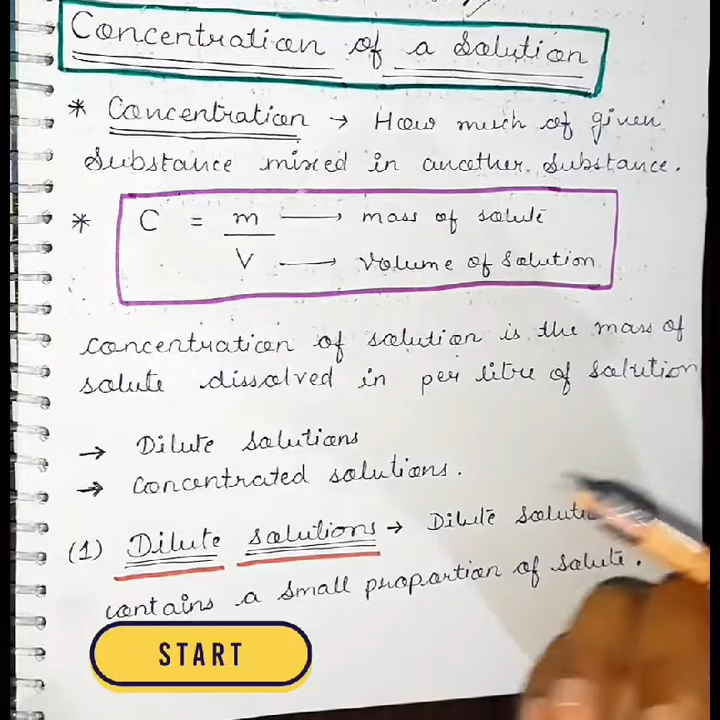 Concentration of a Solution
* Concentration → How much of given
substance mixed in another substance.
* C = m → mass of solute
V → Volume of Solution
concentration of solution is the mass of
solute dissolved in per litre of solution
→ Dilute solutions
→ Concentrated solutions.
(1) Dilute solutions → Dilute
contains a small proportion of solute.
START